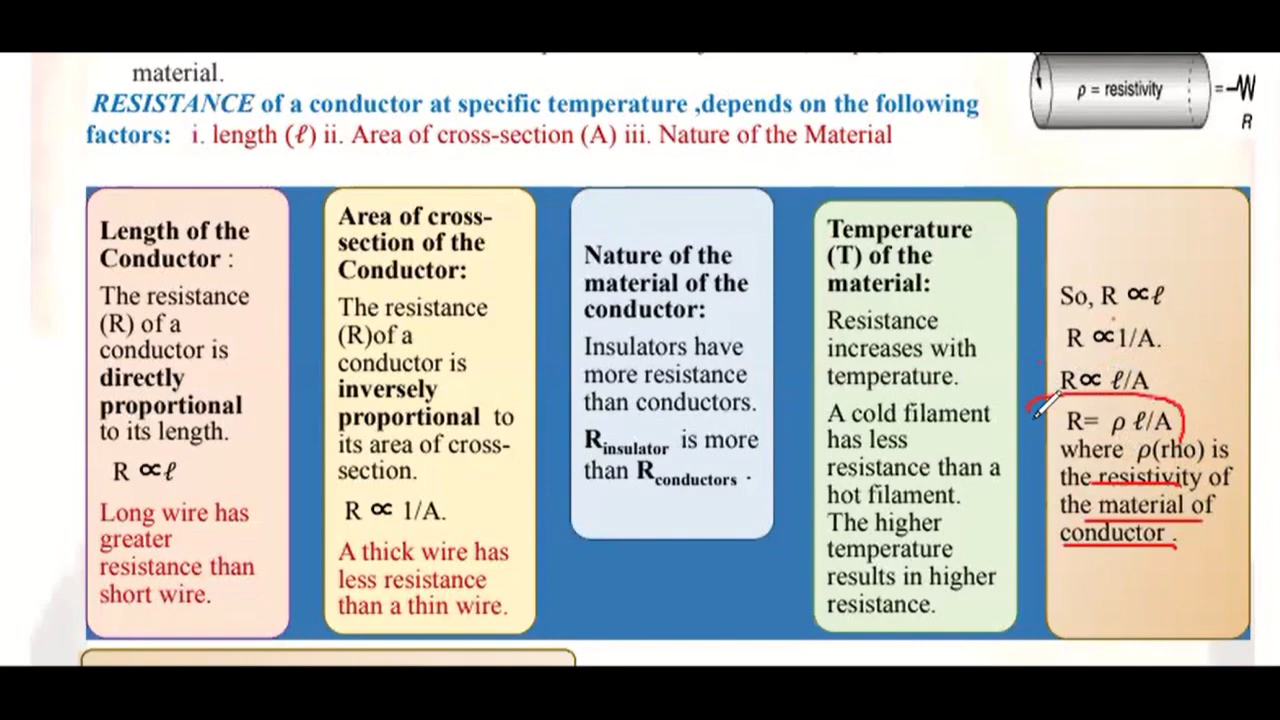 material.
RESISTANCE of a conductor at specific temperature ,depends on the following
factors: i. length (ℓ) ii. Area of cross-section (A) iii. Nature of the Material
ρ = resistivity
=
R
Length of the
Conductor :
The resistance
(R) of a
conductor is
directly
proportional
to its length.
R ∝ℓ
Long wire has
greater
resistance than
short wire.
Area of cross-
section of the
Conductor:
The resistance
(R)of a
conductor is
inversely
proportional to
its area of cross-
section.
R ∝ 1/A.
A thick wire has
less resistance
than a thin wire.
Nature of the
material of the
conductor:
Insulators have
more resistance
than conductors.
Rinsulator is more
than Rconductors .
Temperature
(T) of the
material:
Resistance
increases with
temperature.
A cold filament
has less
resistance than a
hot filament.
The higher
temperature
results in higher
resistance.
So, R ∝ℓ
R ∝1/A.
R∝ ℓ/A
R= ρ ℓ/A
where ρ(rho) is
the resistivity of
the material of
conductor .